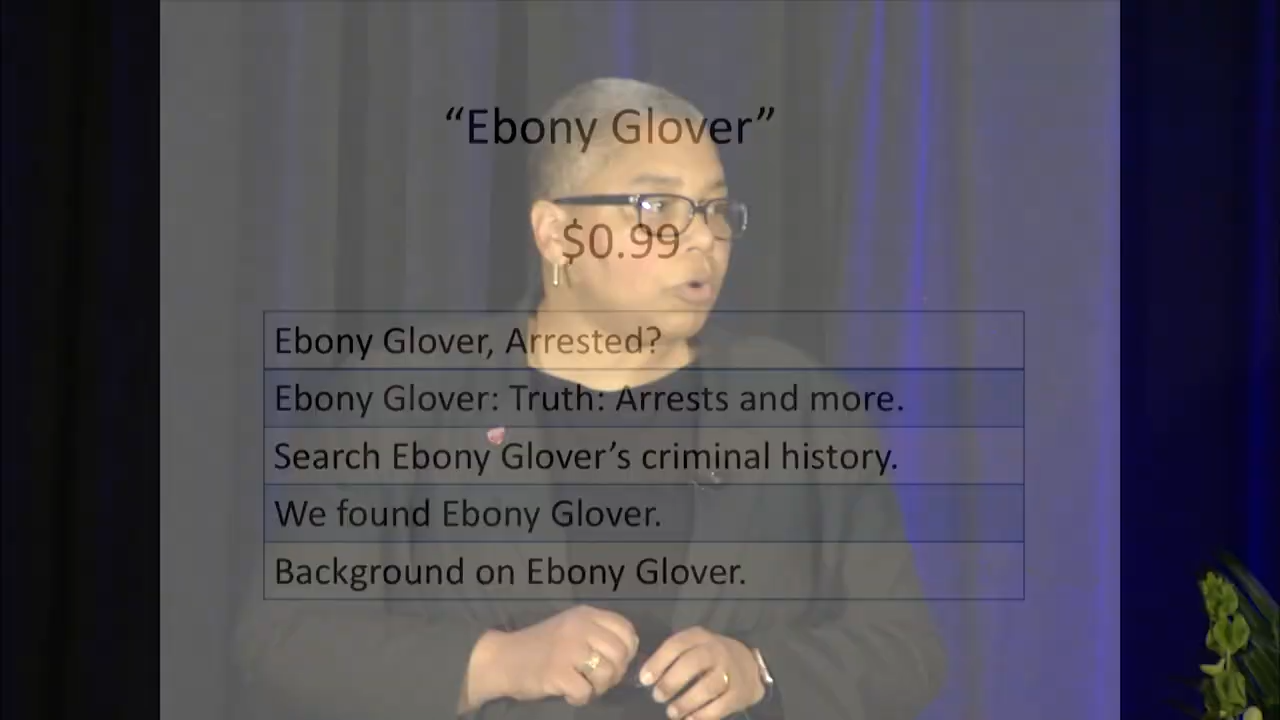 “Ebony Glover”
$0.99
Ebony Glover, Arrested?
Ebony Glover: Truth: Arrests and more.
Search Ebony Glover’s criminal history.
We found Ebony Glover.
Background on Ebony Glover.